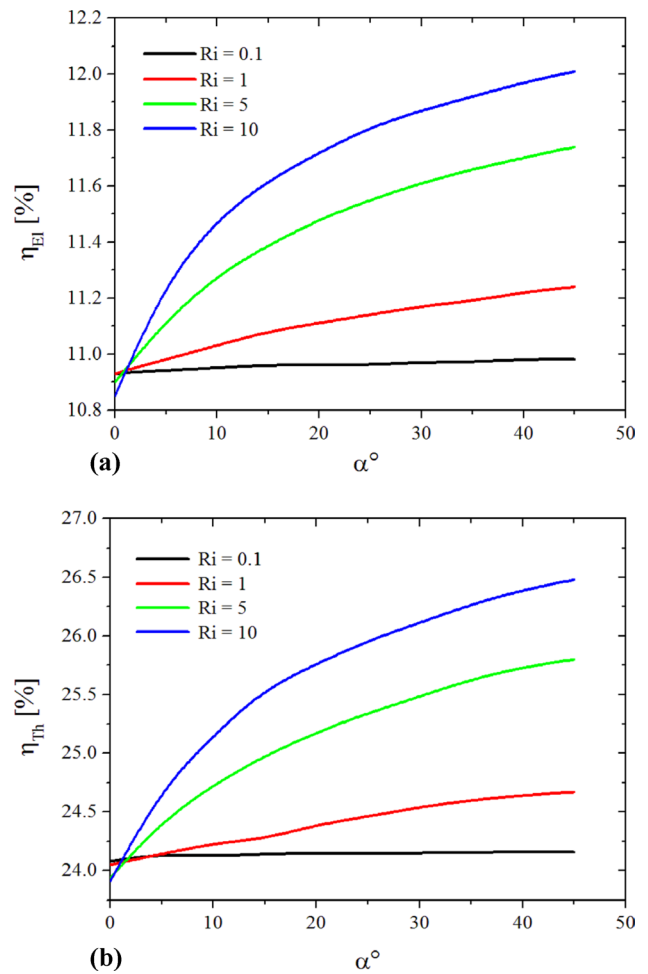 12.2
12.0
11.8
11.6
11.4
11.2
11.0
10.8
η_El [%]
Ri = 0.1
Ri = 1
Ri = 5
Ri = 10
0 10 20 30 40 50
(a) α°
27.0
26.5
26.0
25.5
25.0
24.5
24.0
η_Th [%]
Ri = 0.1
Ri = 1
Ri = 5
Ri = 10
0 10 20 30 40 50
(b) α°